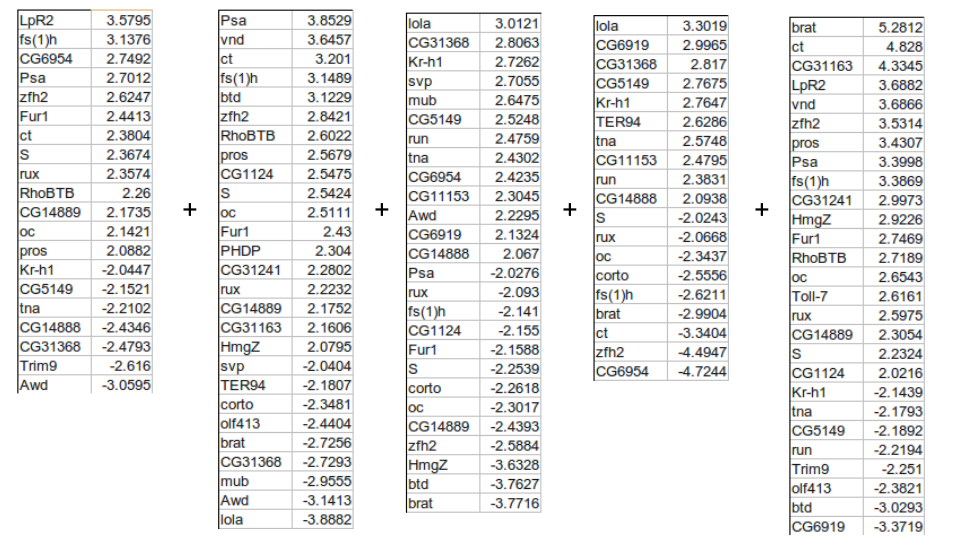 LpR2 3.5795
fs(1)h 3.1376
CG6954 2.7492
Psa 2.7012
zfh2 2.6247
Fur1 2.4413
ct 2.3804
S 2.3674
rux 2.3574
RhoBTB 2.26
CG14889 2.1735
oc 2.1421
pros 2.0882
Kr-h1 -2.0447
CG5149 -2.1521
tna -2.2102
CG14888 -2.4346
CG31368 -2.4793
Trim9 -2.616
Awd -3.0595
+
Psa 3.8529
vnd 3.6457
ct 3.201
fs(1)h 3.1489
btd 3.1229
zfh2 2.8421
RhoBTB 2.6022
pros 2.5679
CG1124 2.5475
S 2.5424
oc 2.5111
Fur1 2.43
PHDP 2.304
CG31241 2.2802
rux 2.2232
CG14889 2.1752
CG31163 2.1606
HmgZ 2.0795
svp -2.0404
TER94 -2.1807
corto -2.3481
olf413 -2.4404
brat -2.7256
CG31368 -2.7293
mub -2.9555
Awd -3.1413
lola -3.8882
+
lola 3.0121
CG31368 2.8063
Kr-h1 2.7262
svp 2.7055
mub 2.6475
CG5149 2.5248
run 2.4759
tna 2.4302
CG6954 2.4235
CG11153 2.3045
Awd 2.2295
CG6919 2.1324
CG14888 2.067
Psa -2.0276
rux -2.093
fs(1)h -2.141
CG1124 -2.155
Fur1 -2.1588
S -2.2539
corto -2.2618
oc -2.3017
CG14889 -2.4393
zfh2 -2.5884
HmgZ -3.6328
btd -3.7627
brat -3.7716
+
lola 3.3019
CG6919 2.9965
CG31368 2.817
CG5149 2.7675
Kr-h1 2.7647
TER94 2.6286
tna 2.5748
CG11153 2.4795
run 2.3831
CG14888 2.0938
S -2.0243
rux -2.0668
oc -2.3437
corto -2.5556
fs(1)h -2.6211
brat -2.9904
ct -3.3404
zfh2 -4.4947
CG6954 -4.7244
+
brat 5.2812
ct 4.828
CG31163 4.3345
LpR2 3.6882
vnd 3.6866
zfh2 3.5314
pros 3.4307
Psa 3.3998
fs(1)h 3.3869
CG31241 2.9973
HmgZ 2.9226
Fur1 2.7469
RhoBTB 2.7189
oc 2.6543
Toll-7 2.6161
rux 2.5975
CG14889 2.3054
S 2.2324
CG1124 2.0216
Kr-h1 -2.1439
tna -2.1793
CG5149 -2.1892
run -2.2194
Trim9 -2.251
olf413 -2.3821
btd -3.0293
CG6919 -3.3719